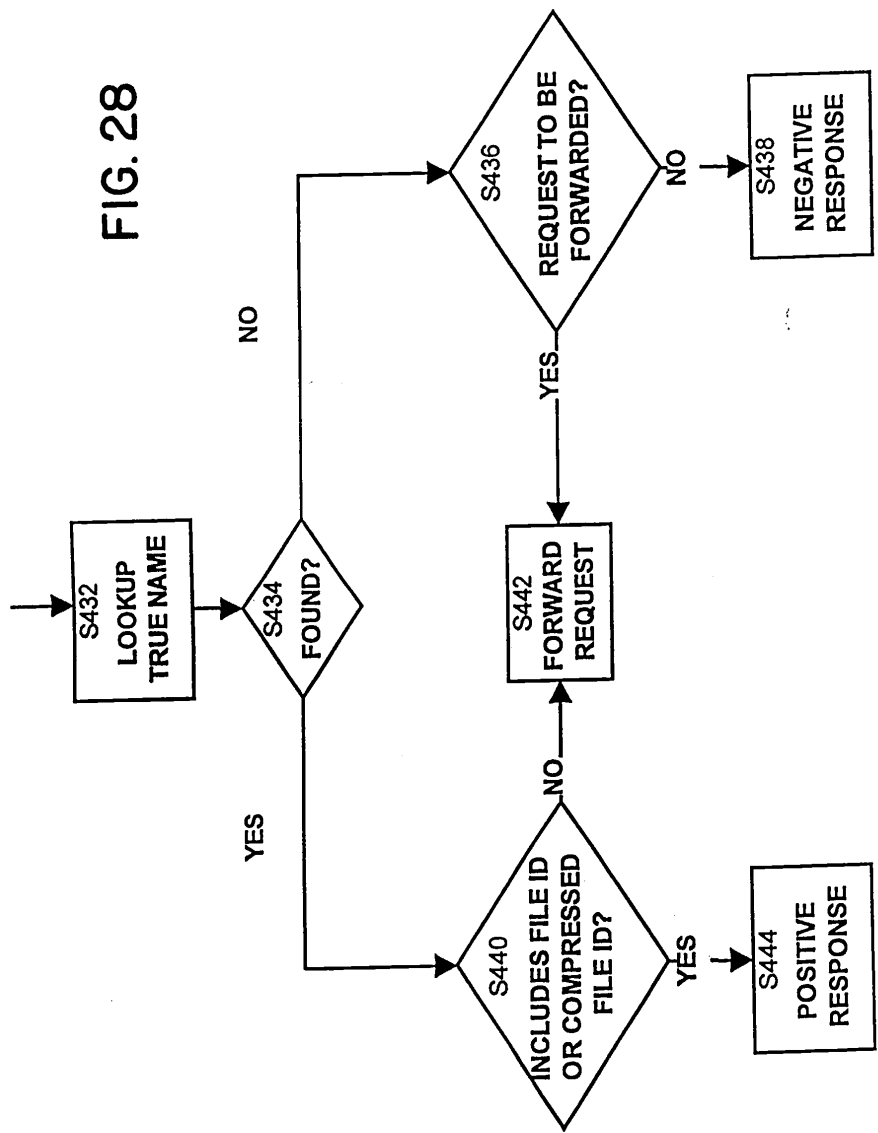 FIG. 28
S432
LOOKUP
TRUE NAME
S434
FOUND?
YES
NO
S440
INCLUDES FILE ID
OR COMPRESSED
FILE ID?
NO
YES
S442
FORWARD
REQUEST
S436
REQUEST TO BE
FORWARDED?
YES
NO
S444
POSITIVE
RESPONSE
S438
NEGATIVE
RESPONSE